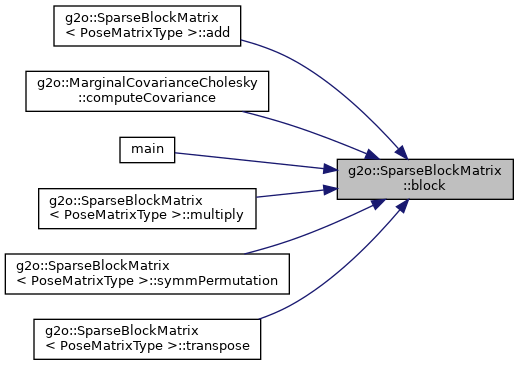 g2o::SparseBlockMatrix
< PoseMatrixType >::add
g2o::MarginalCovarianceCholesky
::computeCovariance
main
g2o::SparseBlockMatrix
::block
g2o::SparseBlockMatrix
< PoseMatrixType >::multiply
g2o::SparseBlockMatrix
< PoseMatrixType >::symmPermutation
g2o::SparseBlockMatrix
< PoseMatrixType >::transpose